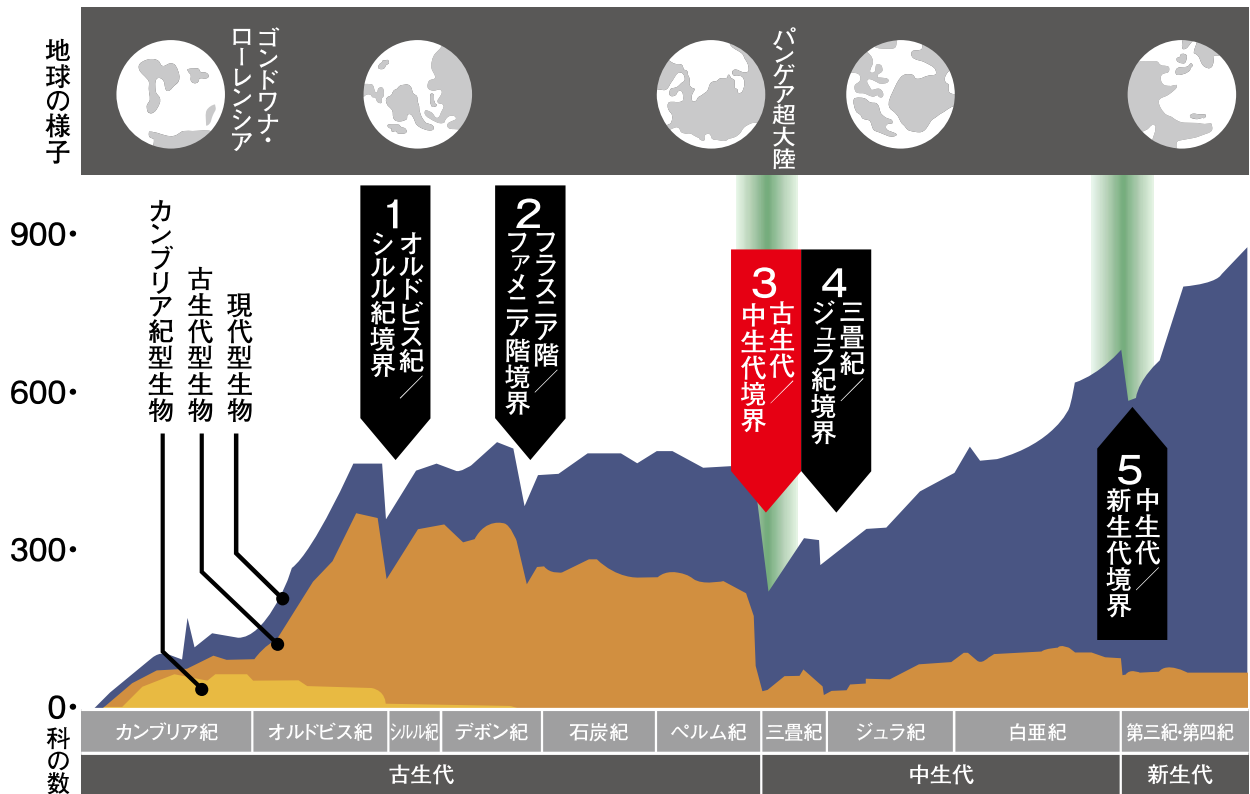 地球の様子
ゴンドワナ・
ローレンシア
パンゲア超大陸
900
600
300
0
科の数
カンブリア紀型生物
古生代型生物
現代型生物
1
オルドビス紀／
シルル紀境界
2
フラスニア階／
ファメニア階境界
3
古生代／
中生代境界
4
三畳紀／
ジュラ紀境界
5
中生代／
新生代境界
カンブリア紀
オルドビス紀
シルル紀
デボン紀
石炭紀
ペルム紀
三畳紀
ジュラ紀
白亜紀
第三紀・第四紀
古生代
中生代
新生代